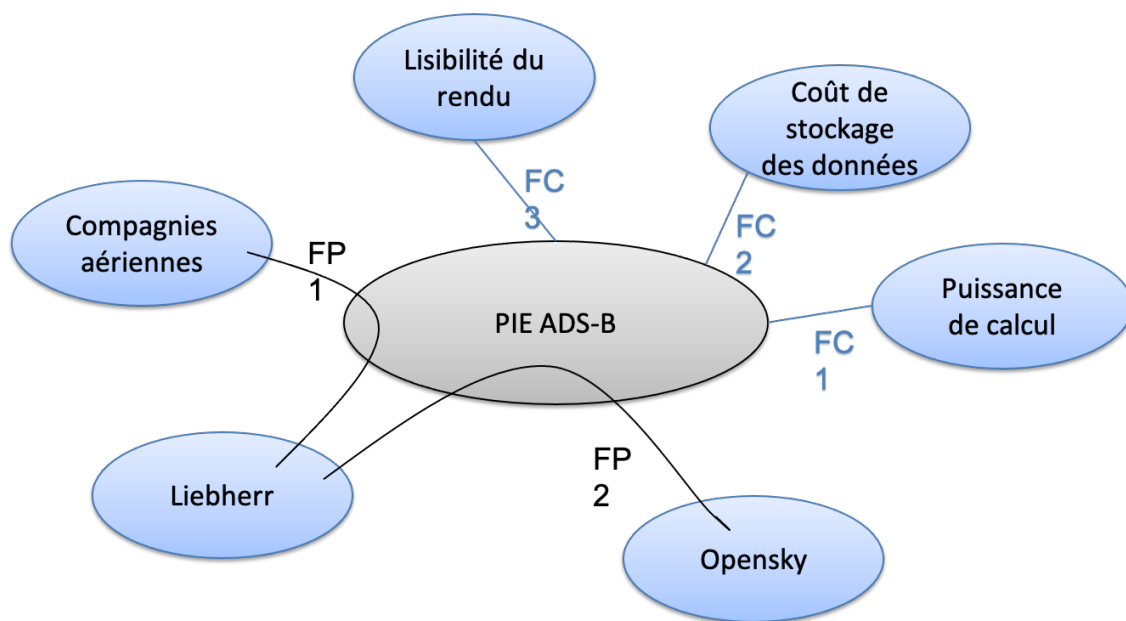 Lisibilité du
rendu
Coût de
stockage
des données
FC
3
Compagnies
aériennes
FP
1
FC
2
Puissance
de calcul
PIE ADS-B
FC
1
Liebherr
FP
2
Opensky